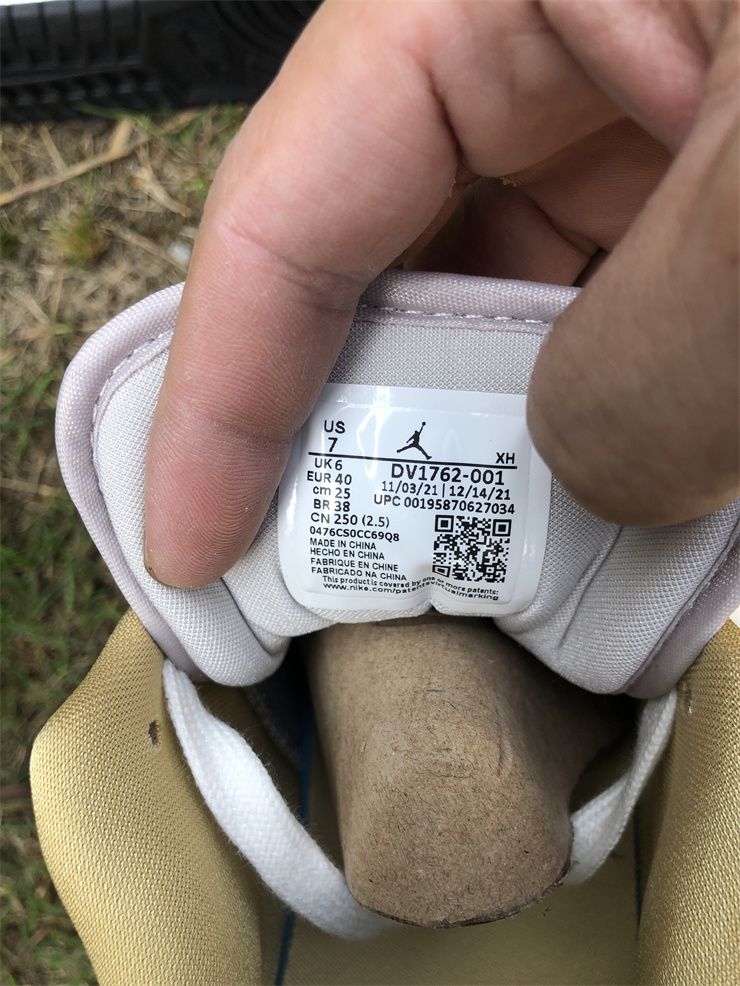 US
7
XH
UK 6
EUR 40
cm 25
BR 38
CN 250 (2.5)
DV1762-001
11/03/21 | 12/14/21
UPC 00195870627034
0476CS0CC69Q8
MADE IN CHINA
HECHO EN CHINA
FABRIQUE EN CHINE
FABRICADO NA CHINA
This product is covered by one or more patents:
www.nike.com/patentsvirtualmarking